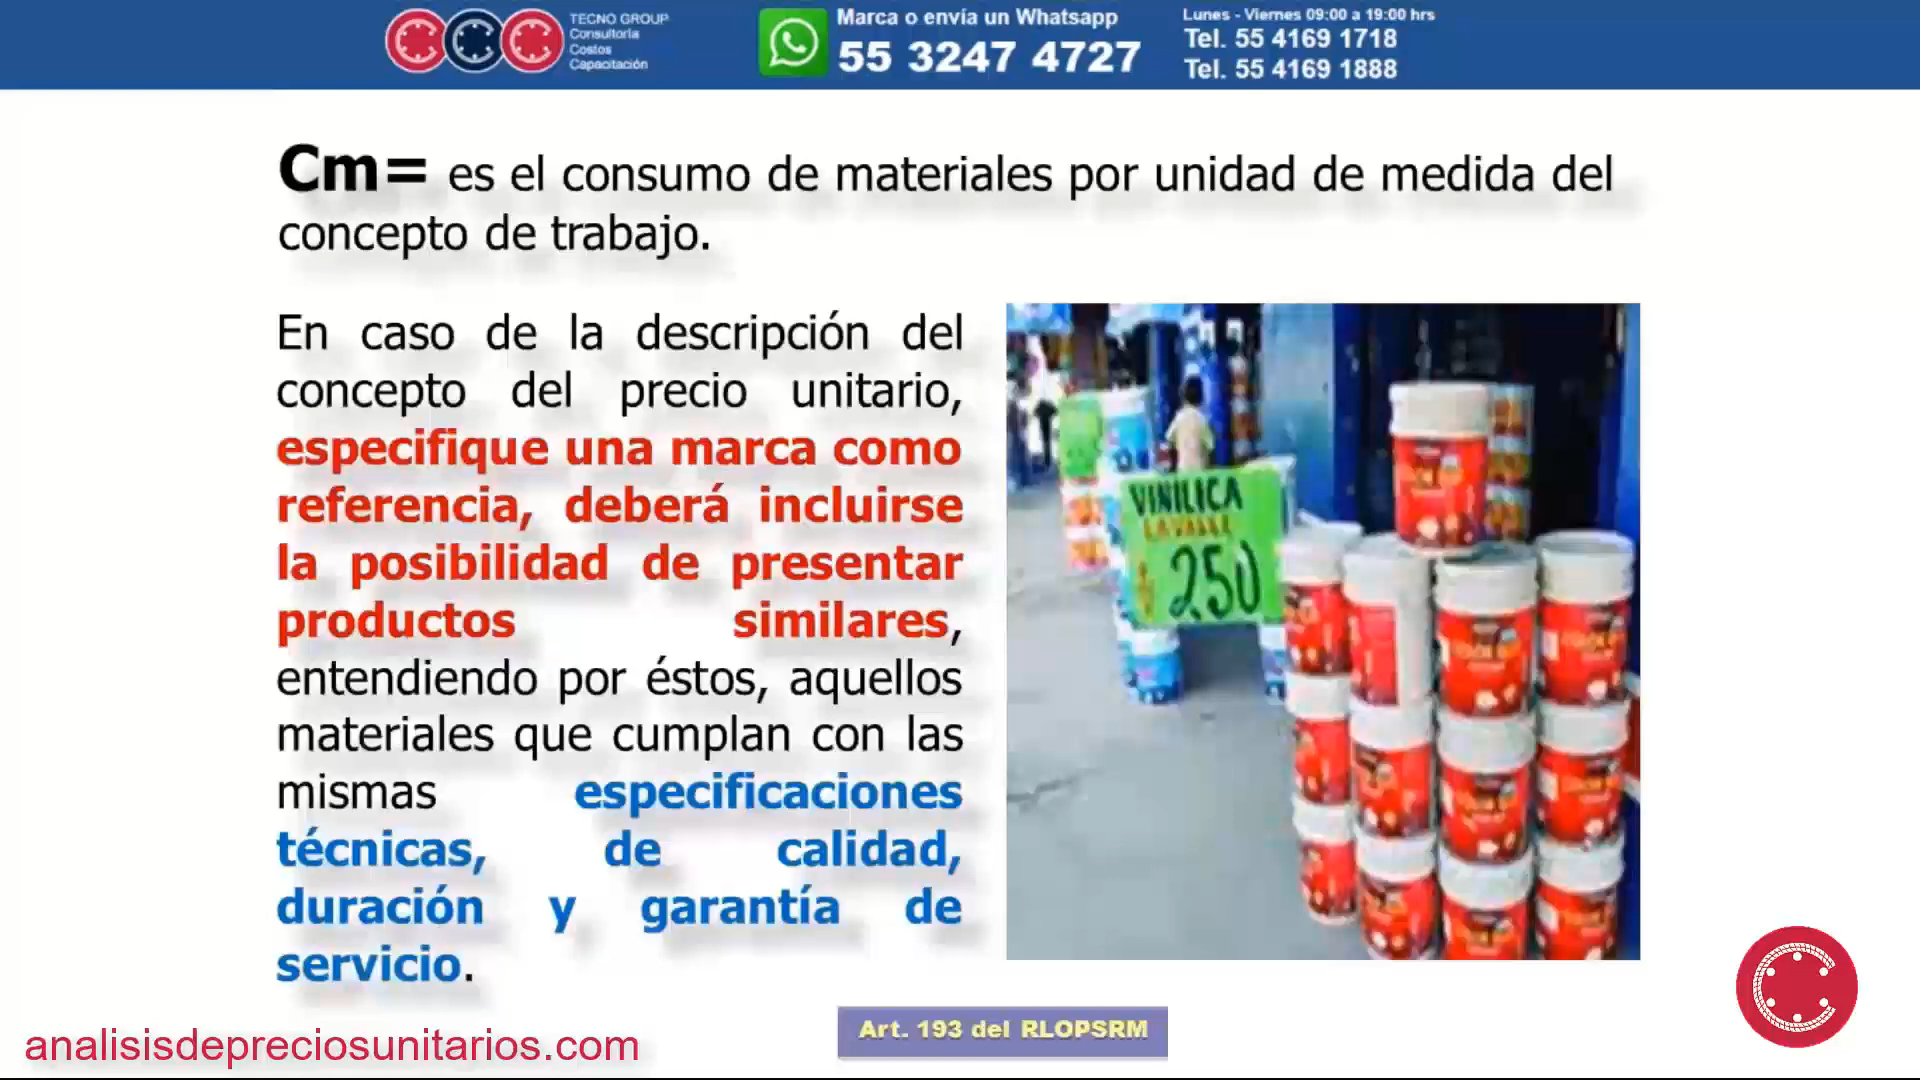 TECNO GROUP
Consultoría
Costos
Capacitación
Marca o envía un Whatsapp
55 3247 4727
Lunes - Viernes 09:00 a 19:00 hrs
Tel. 55 4169 1718
Tel. 55 4169 1888
Cm= es el consumo de materiales por unidad de medida del
concepto de trabajo.
En caso de la descripción del
concepto del precio unitario,
especifique una marca como
referencia, deberá incluirse
la posibilidad de presentar
productos similares,
entendiendo por éstos, aquellos
materiales que cumplan con las
mismas especificaciones
técnicas, de calidad,
duración y garantía de
servicio.
VINILICA
$250
Art. 193 del RLOPSRM
analisisdepreciosunitarios.com